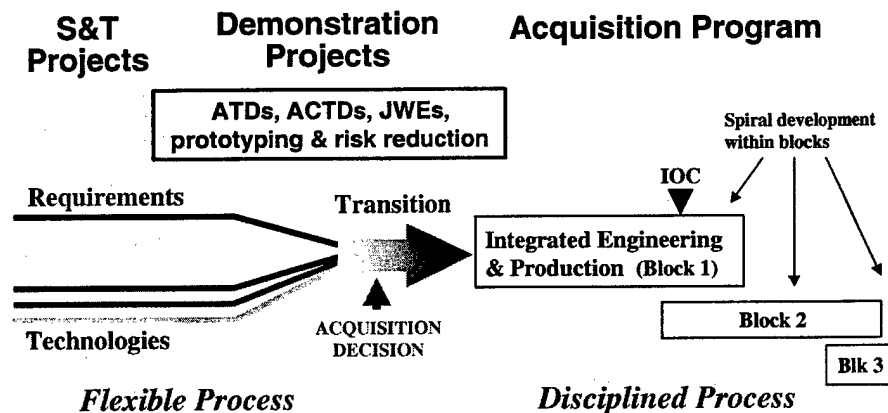 S&T
Projects
Demonstration
Projects
Acquisition Program
ATDs, ACTDs, JWEs,
prototyping & risk reduction
Spiral development
within blocks
IOC
Requirements
Transition
Integrated Engineering
& Production (Block 1)
Technologies
ACQUISITION
DECISION
Block 2
Blk 3
Flexible Process
Disciplined Process